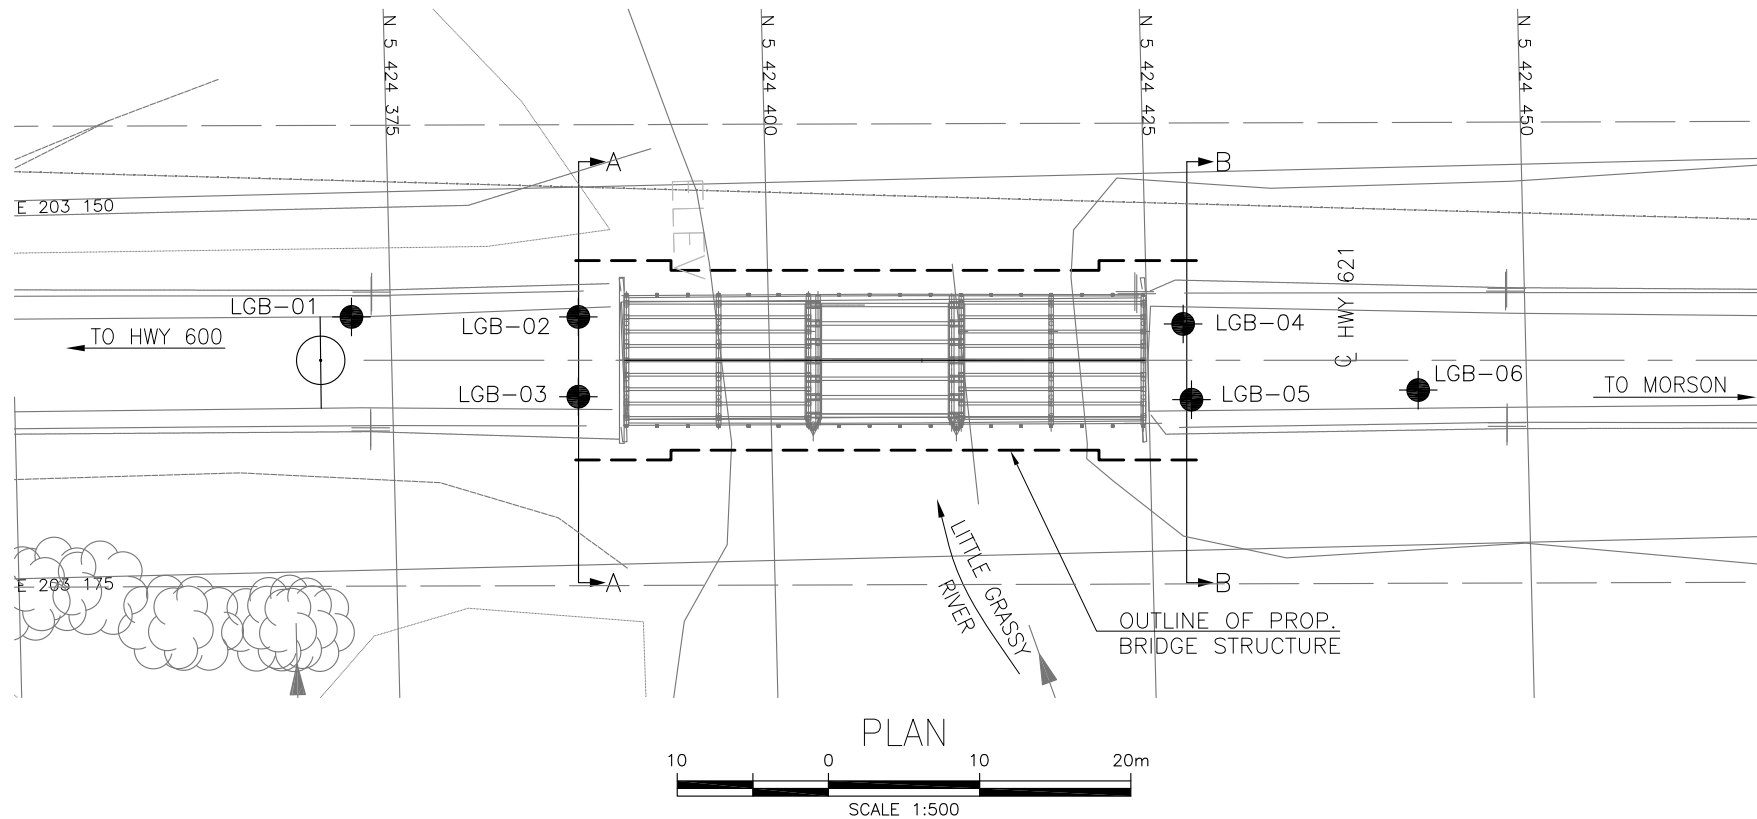 N 5 424 375
N 5 424 400
N 5 424 425
N 5 424 450
A
B
E 203 150
LGB-01
LGB-02
LGB-04
℄ HWY 621
TO HWY 600
LGB-03
LGB-05
LGB-06
TO MORSON
LITTLE GRASSY
RIVER
E 203 175
A
B
OUTLINE OF PROP.
BRIDGE STRUCTURE
PLAN
10 0 10 20m
SCALE 1:500